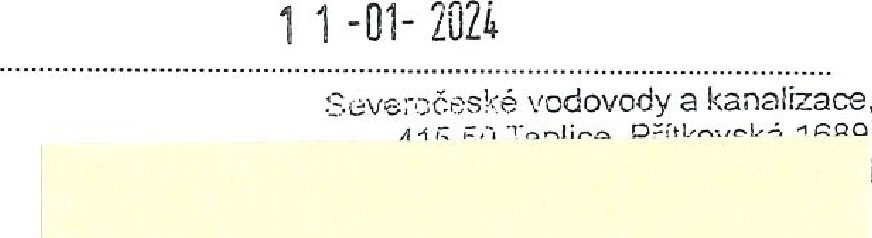 1 1 -01- 2024
Severočeské vodovody a kanalizace,
415 50 Teplice, Přítkovská 1689